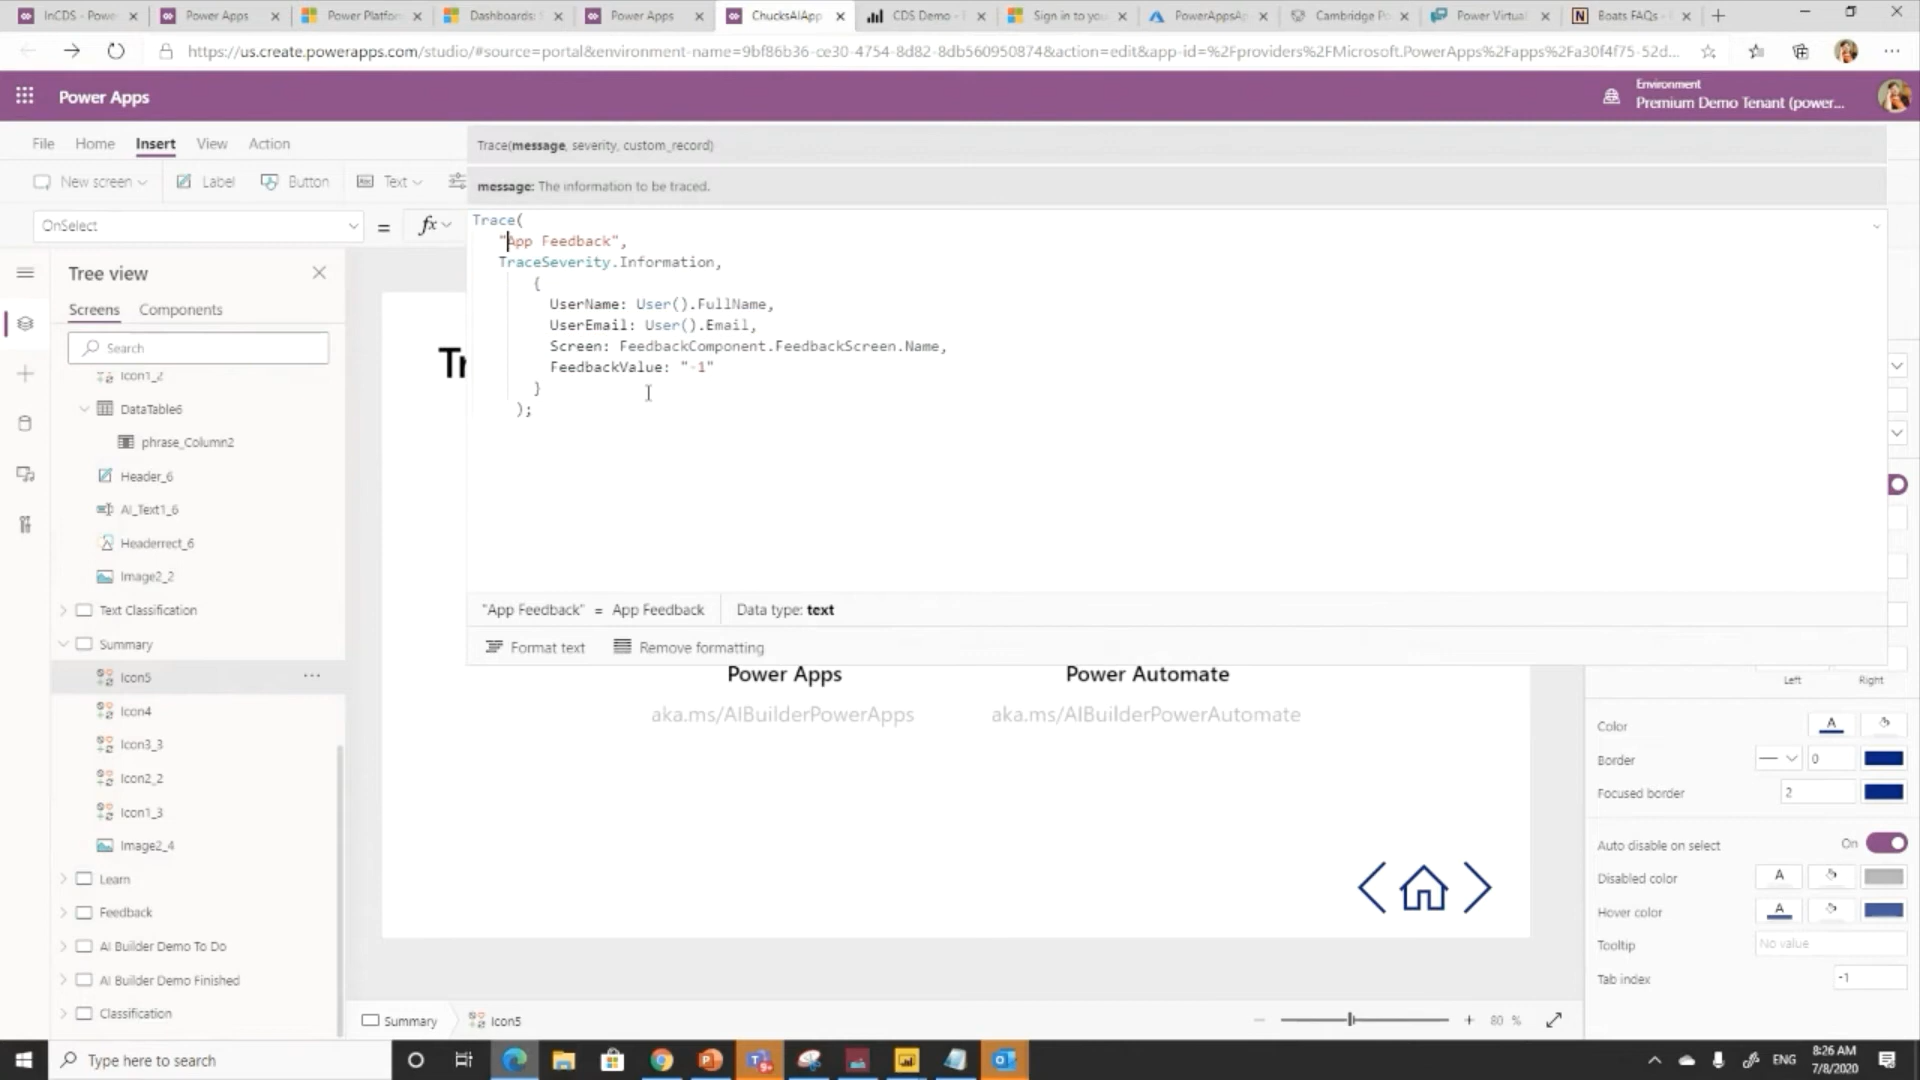 InCDS - Powe
Power Apps
Power Platfor
Dashboards: S
Power Apps
ChucksAIApp
CDS Demo -
Sign in to you
PowerAppsA
Cambridge Po
Power Virtual
Boats FAQs -
https://us.create.powerapps.com/studio/#source=portal&environment-name=9bf86b36-ce30-4754-8d82-8db560950874&action=edit&app-id=%2Fproviders%2FMicrosoft.PowerApps%2Fapps%2Fa30f4f75-52d...
Power Apps
Environment
Premium Demo Tenant (power...
File
Home
Insert
View
Action
Trace(message, severity, custom_record)
New screen
Label
Button
Text
message: The information to be traced.
OnSelect
=
fx
Trace(
"App Feedback",
TraceSeverity.Information,
{
UserName: User().FullName,
UserEmail: User().Email,
Screen: FeedbackComponent.FeedbackScreen.Name,
FeedbackValue: "-1"
}
);
Tree view
Screens
Components
Search
Icon1_2
DataTable6
phrase_Column2
Header_6
AI_Text1_6
Headerrect_6
Image2_2
Text Classification
Summary
Icon5
...
Icon4
Icon3_3
Icon2_2
Icon1_3
Image2_4
Learn
Feedback
AI Builder Demo To Do
AI Builder Demo Finished
Classification
Tr
"App Feedback" = App Feedback
Data type: text
Format text
Remove formatting
Power Apps
Power Automate
aka.ms/AIBuilderPowerApps
aka.ms/AIBuilderPowerAutomate
Left
Right
Color
A
Border
0
Focused border
2
Auto disable on select
On
Disabled color
A
Hover color
A
Tooltip
No value
Tab index
-1
Summary
Icon5
80 %
Type here to search
ENG
8:26 AM
7/8/2020